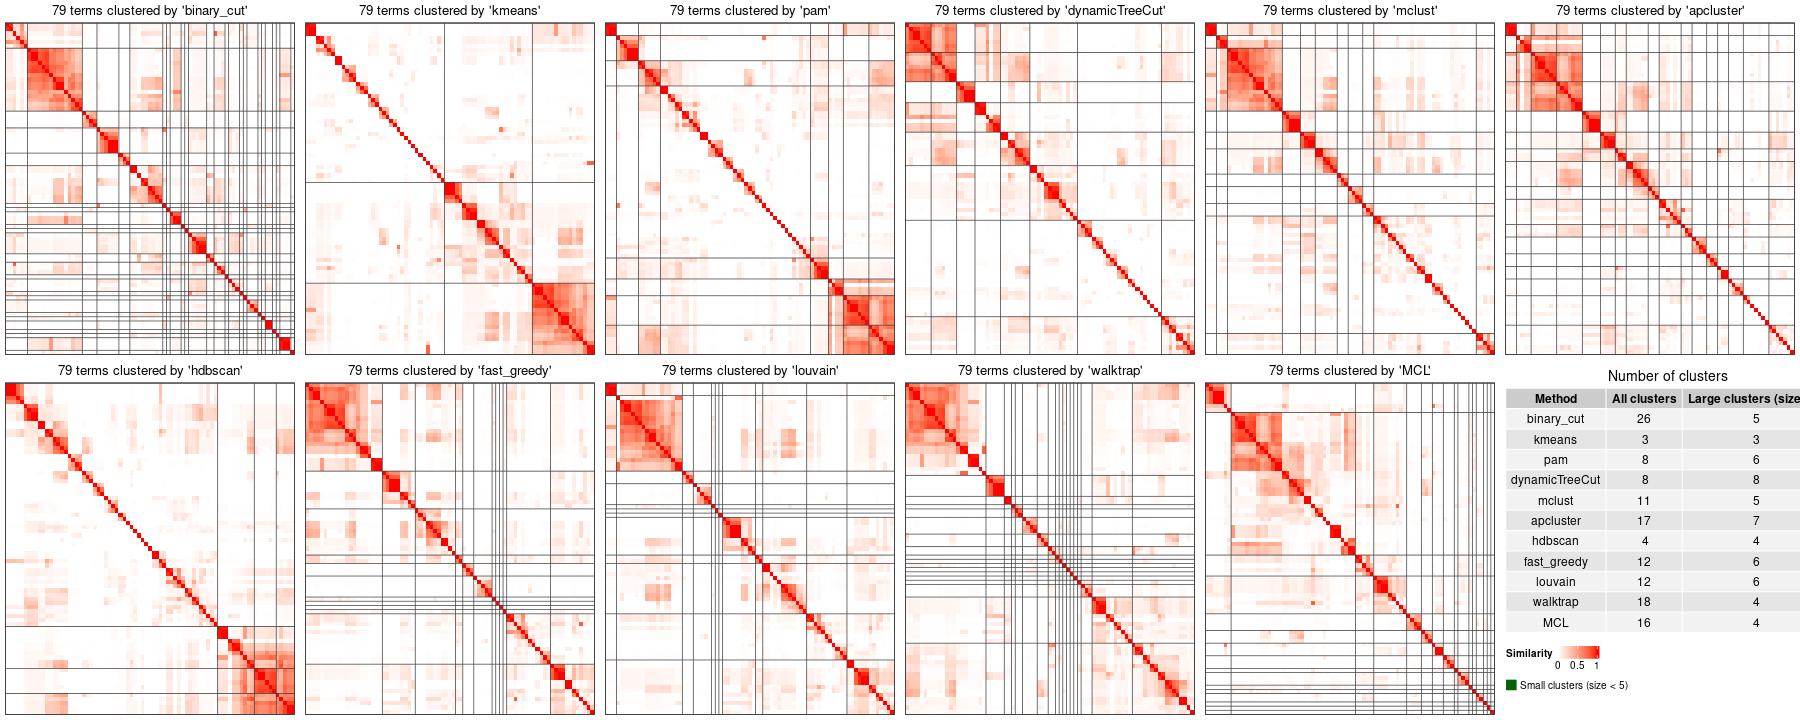 79 terms clustered by 'binary_cut'
79 terms clustered by 'kmeans'
79 terms clustered by 'pam'
79 terms clustered by 'dynamicTreeCut'
79 terms clustered by 'mclust'
79 terms clustered by 'apcluster'
79 terms clustered by 'hdbscan'
79 terms clustered by 'fast_greedy'
79 terms clustered by 'louvain'
79 terms clustered by 'walktrap'
79 terms clustered by 'MCL'
Number of clusters
Method All clusters Large clusters (size
binary_cut 26 5
kmeans 3 3
pam 8 6
dynamicTreeCut 8 8
mclust 11 5
apcluster 17 7
hdbscan 4 4
fast_greedy 12 6
louvain 12 6
walktrap 18 4
MCL 16 4
Similarity
0 0.5 1
Small clusters (size < 5)